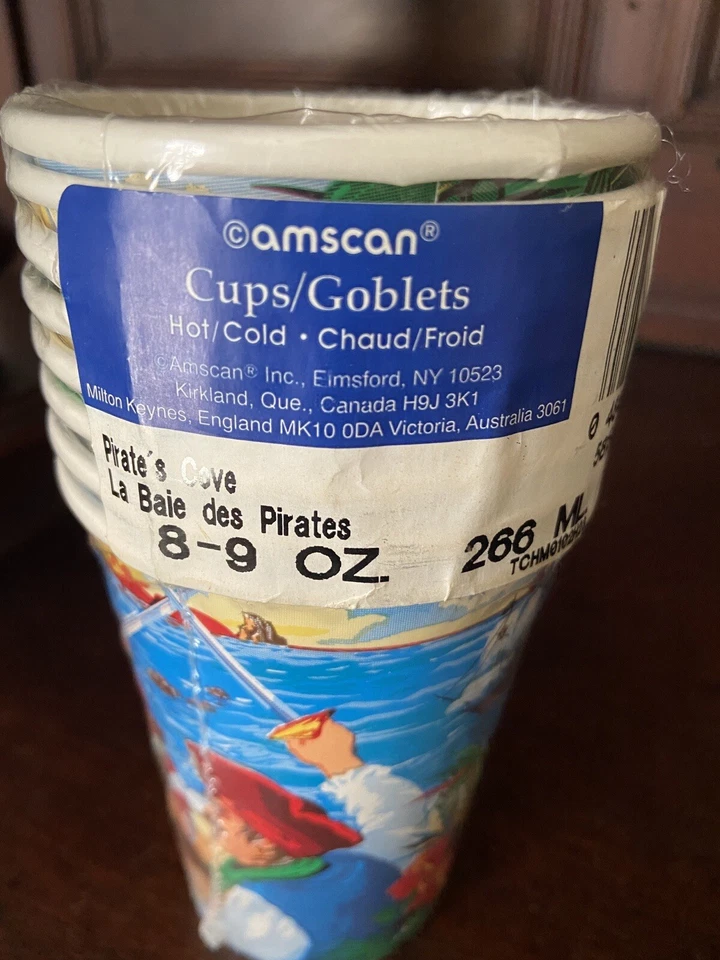 ©amscan®
Cups/Goblets
Hot/Cold • Chaud/Froid
©Amscan® Inc., Elmsford, NY 10523
Kirkland, Que., Canada H9J 3K1
Milton Keynes, England MK10 0DA Victoria, Australia 3061
Pirate's Cove
La Baie des Pirates
8-9 OZ.
266 ML
0